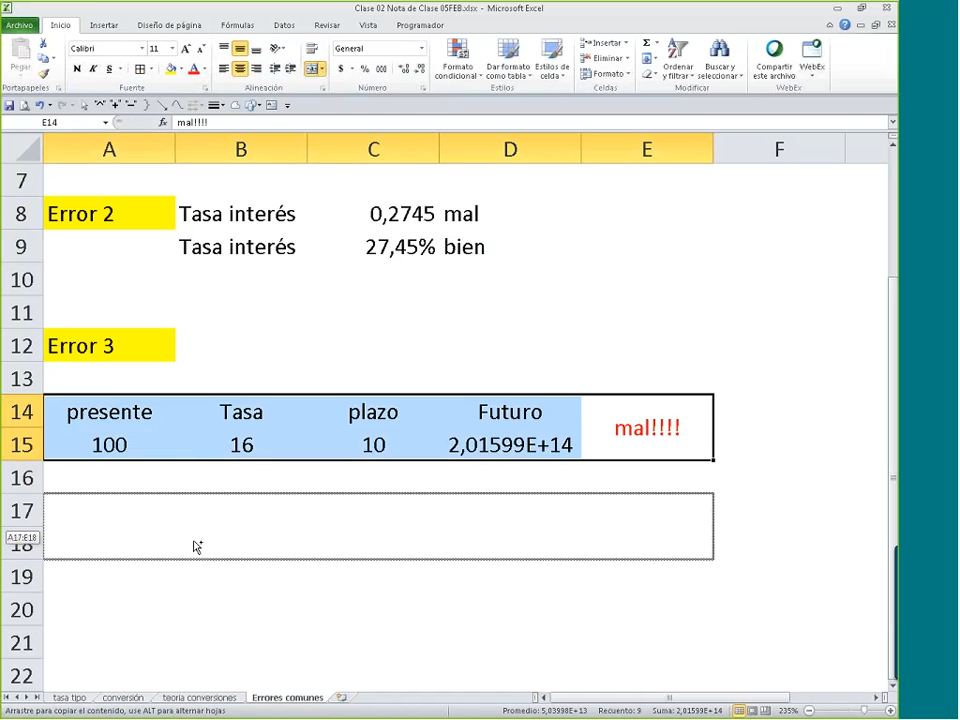 Clase 02 Nota de Clase 05FEB.xlsx - Microsoft Excel
Archivo Inicio Insertar Diseño de página Fórmulas Datos Revisar Vista Programador
Pegar
Calibri 11
General
N K S
$ % 000
Formato condicional
Dar formato como tabla
Estilos de celda
Insertar
Eliminar
Formato
Ordenar y filtrar
Buscar y seleccionar
Compartir este archivo
WebEx
Portapapeles Fuente Alineación Número Estilos Celdas Modificar WebEx
E14 fx mal!!!!
A B C D E F
7
8 Error 2 Tasa interés 0,2745 mal
9 Tasa interés 27,45% bien
10
11
12 Error 3
13
14 presente Tasa plazo Futuro mal!!!!
15 100 16 10 2,01599E+14
16
17
A17:E18
18
19
20
21
22
tasa tipo conversión teoria conversiones Errores comunes
Arrastre para copiar el contenido, use ALT para alternar hojas Promedio: 5,03998E+13 Recuento: 9 Suma: 2,01599E+14 235%